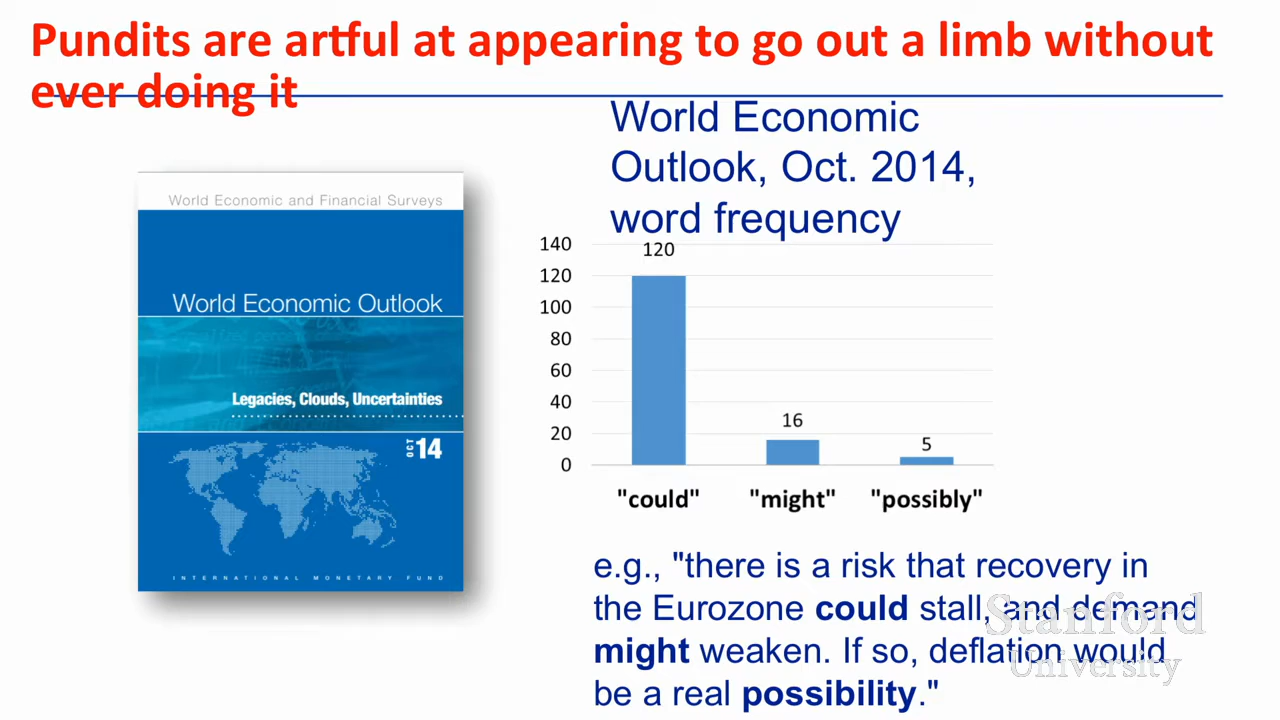 Pundits are artful at appearing to go out a limb without
ever doing it
World Economic and Financial Surveys
World Economic Outlook
Legacies, Clouds, Uncertainties
OCT 14
INTERNATIONAL MONETARY FUND
World Economic
Outlook, Oct. 2014,
word frequency
140
120
100
80
60
40
20
0
120
16
5
"could"
"might"
"possibly"
e.g., "there is a risk that recovery in
the Eurozone could stall, and demand
might weaken. If so, deflation would
be a real possibility."
Stanford
University